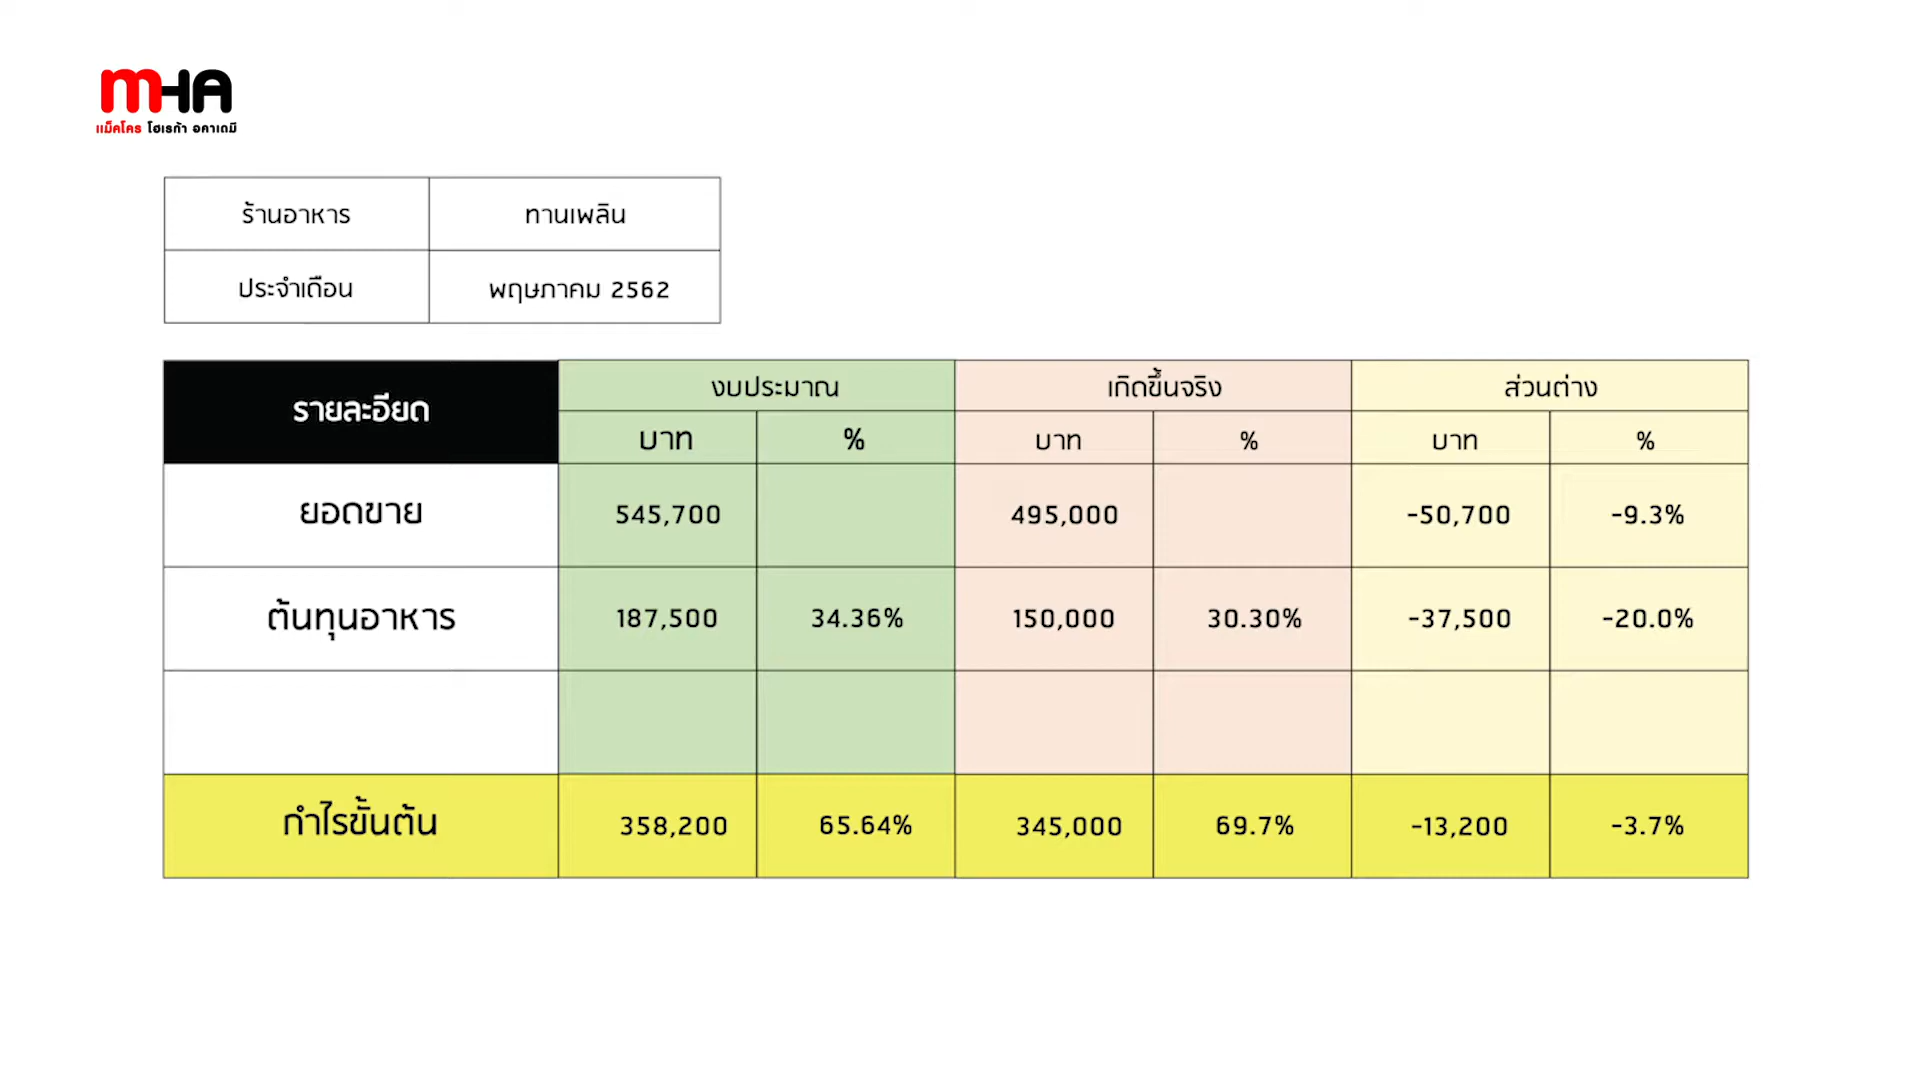 mHA
แม็คโคร โฮเรก้า อคาเดมี
ร้านอาหาร ทานเพลิน
ประจำเดือน พฤษภาคม 2562
รายละอียด งบประมาณ เกิดขึ้นจริง ส่วนต่าง
บาท % บาท % บาท %
ยอดขาย 545,700 495,000 -50,700 -9.3%
ต้นทุนอาหาร 187,500 34.36% 150,000 30.30% -37,500 -20.0%
กำไรขั้นต้น 358,200 65.64% 345,000 69.7% -13,200 -3.7%